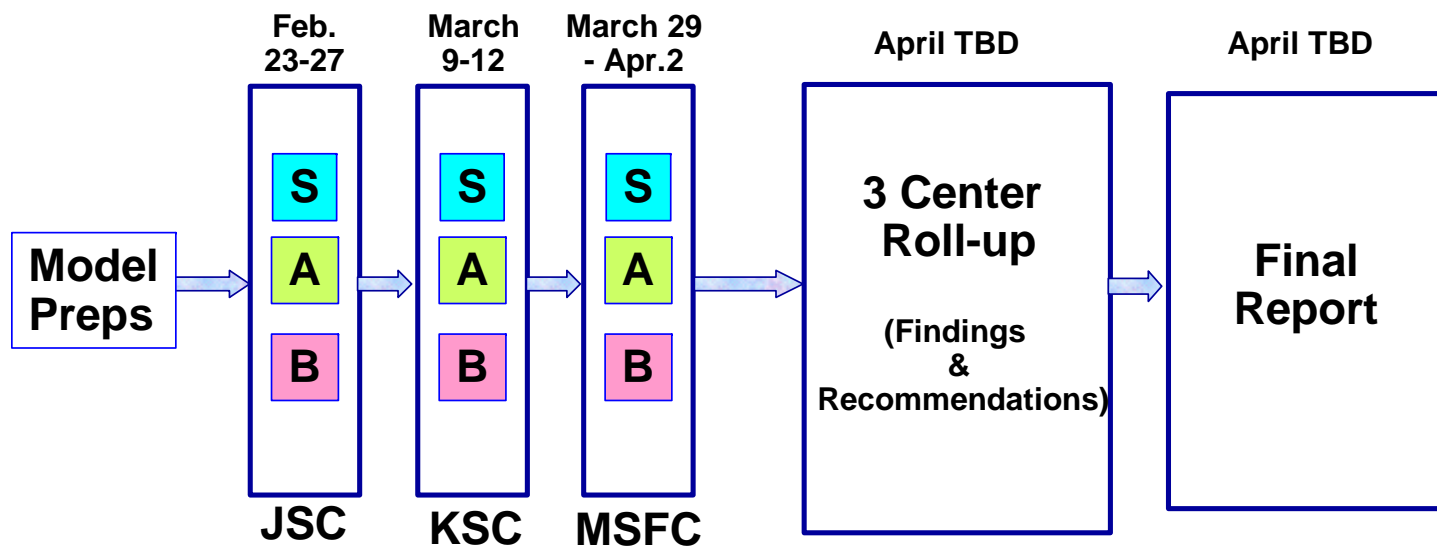 Feb.
23-27
March
9-12
March 29
- Apr.2
April TBD
April TBD
Model
Preps
S
A
B
JSC
S
A
B
KSC
S
A
B
MSFC
3 Center
Roll-up
(Findings
&
Recommendations)
Final
Report